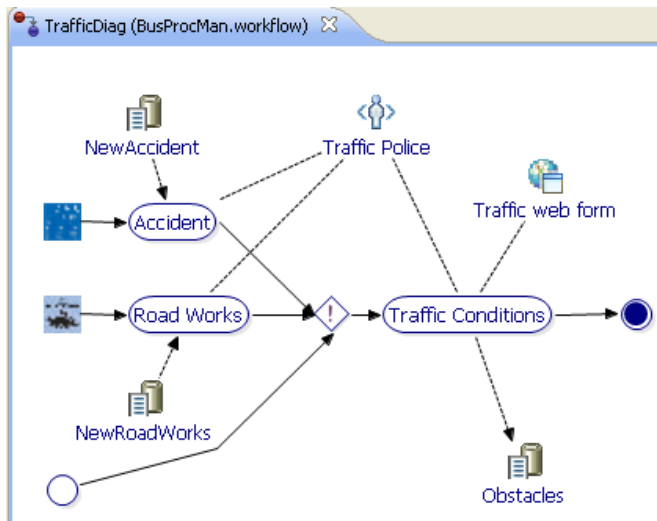 TrafficDiag (BusProcMan.workflow)
NewAccident
Traffic Police
Traffic web form
Accident
Road Works
!
Traffic Conditions
NewRoadWorks
Obstacles